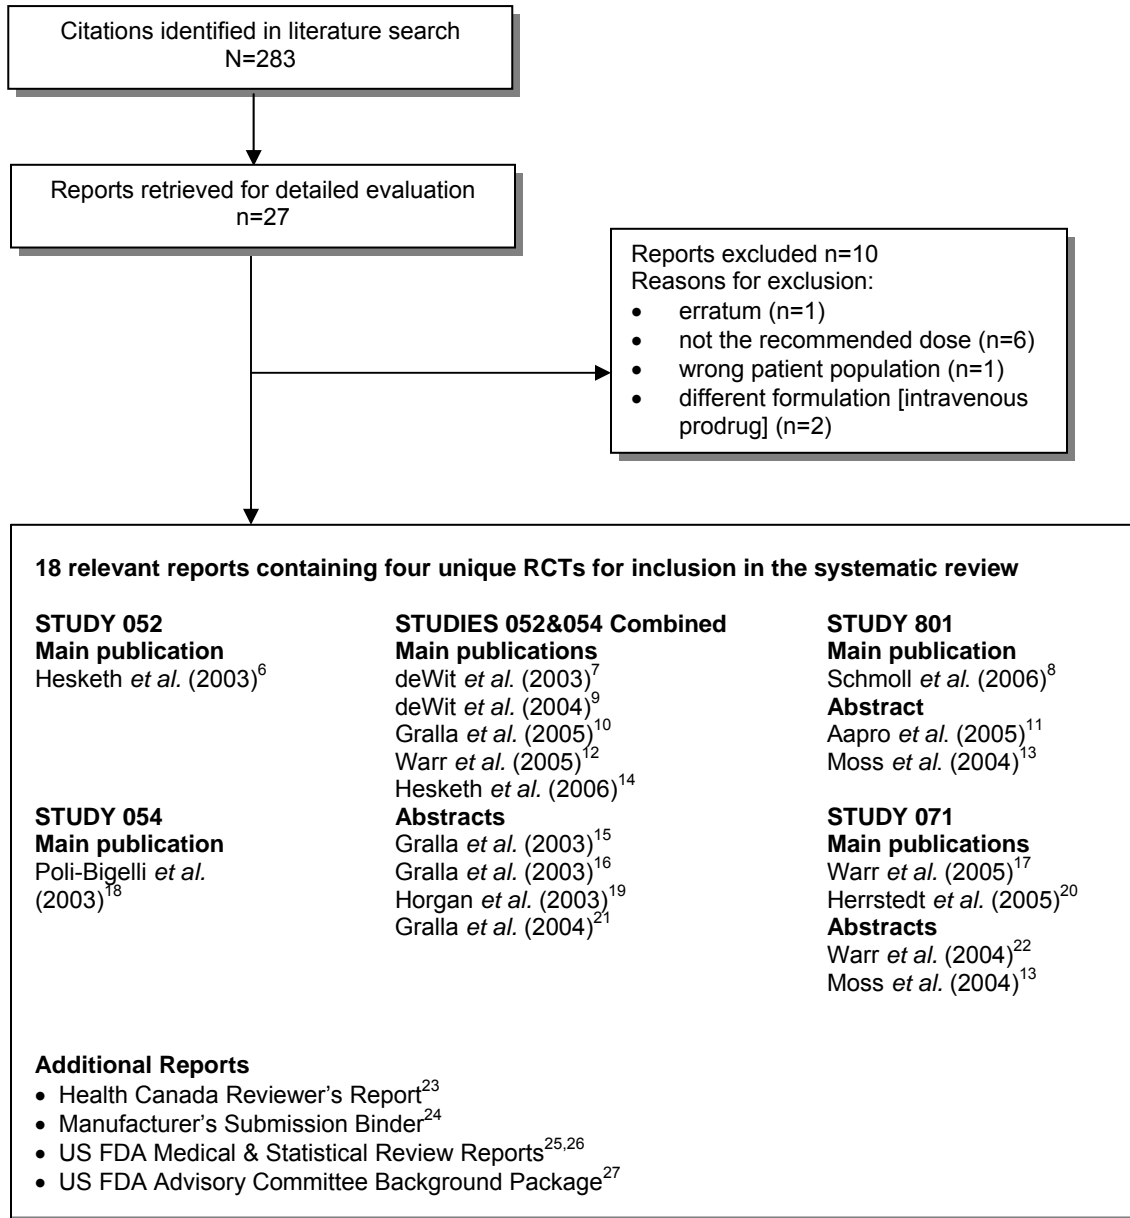 Citations identified in literature search
N=283
Reports retrieved for detailed evaluation
n=27
Reports excluded n=10
Reasons for exclusion:
• erratum (n=1)
• not the recommended dose (n=6)
• wrong patient population (n=1)
• different formulation [intravenous
prodrug] (n=2)
18 relevant reports containing four unique RCTs for inclusion in the systematic review
STUDY 052
Main publication
Hesketh et al. (2003)6
STUDY 054
Main publication
Poli-Bigelli et al.
(2003)18
STUDIES 052&054 Combined
Main publications
deWit et al. (2003)7
deWit et al. (2004)9
Gralla et al. (2005)10
Warr et al. (2005)12
Hesketh et al. (2006)14
Abstracts
Gralla et al. (2003)15
Gralla et al. (2003)16
Horgan et al. (2003)19
Gralla et al. (2004)21
STUDY 801
Main publication
Schmoll et al. (2006)8
Abstract
Aapro et al. (2005)11
Moss et al. (2004)13
STUDY 071
Main publications
Warr et al. (2005)17
Herrstedt et al. (2005)20
Abstracts
Warr et al. (2004)22
Moss et al. (2004)13
Additional Reports
• Health Canada Reviewer's Report23
• Manufacturer's Submission Binder24
• US FDA Medical & Statistical Review Reports25,26
• US FDA Advisory Committee Background Package27